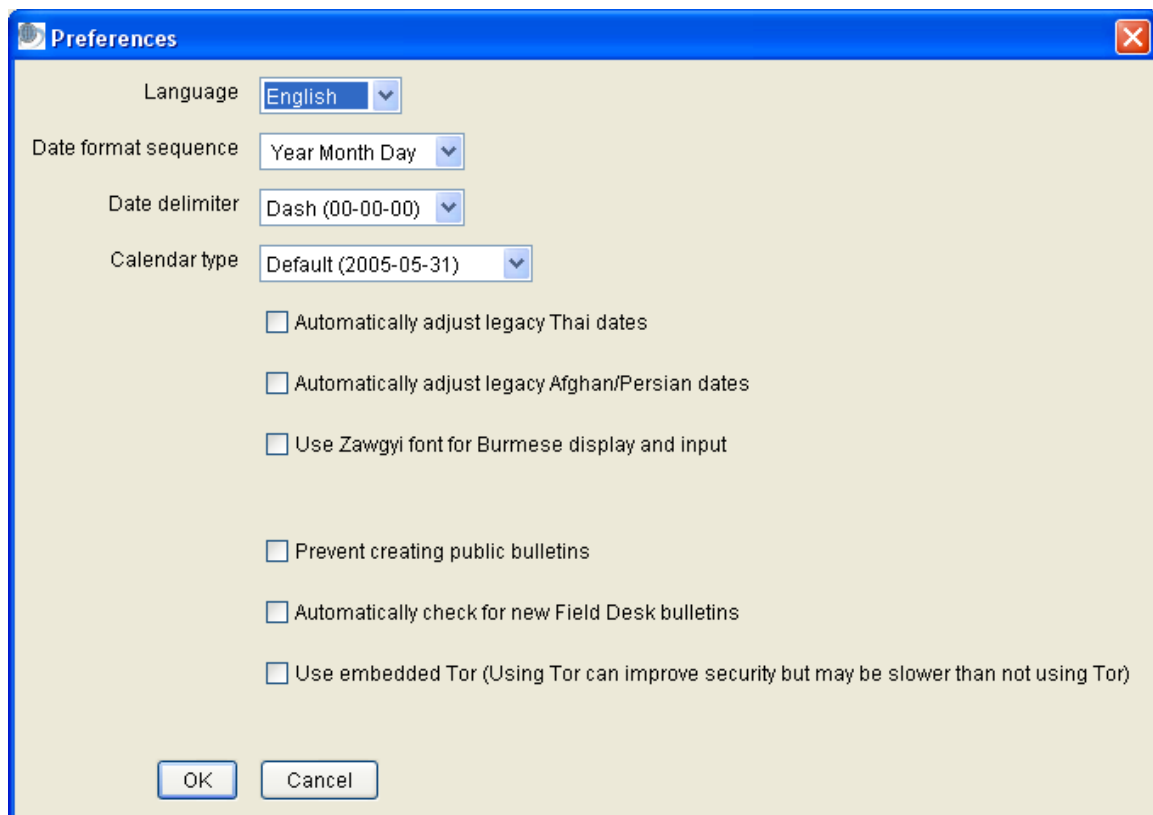 Preferences
Language English
Date format sequence Year Month Day
Date delimiter Dash (00-00-00)
Calendar type Default (2005-05-31)
Automatically adjust legacy Thai dates
Automatically adjust legacy Afghan/Persian dates
Use Zawgyi font for Burmese display and input
Prevent creating public bulletins
Automatically check for new Field Desk bulletins
Use embedded Tor (Using Tor can improve security but may be slower than not using Tor)
OK Cancel